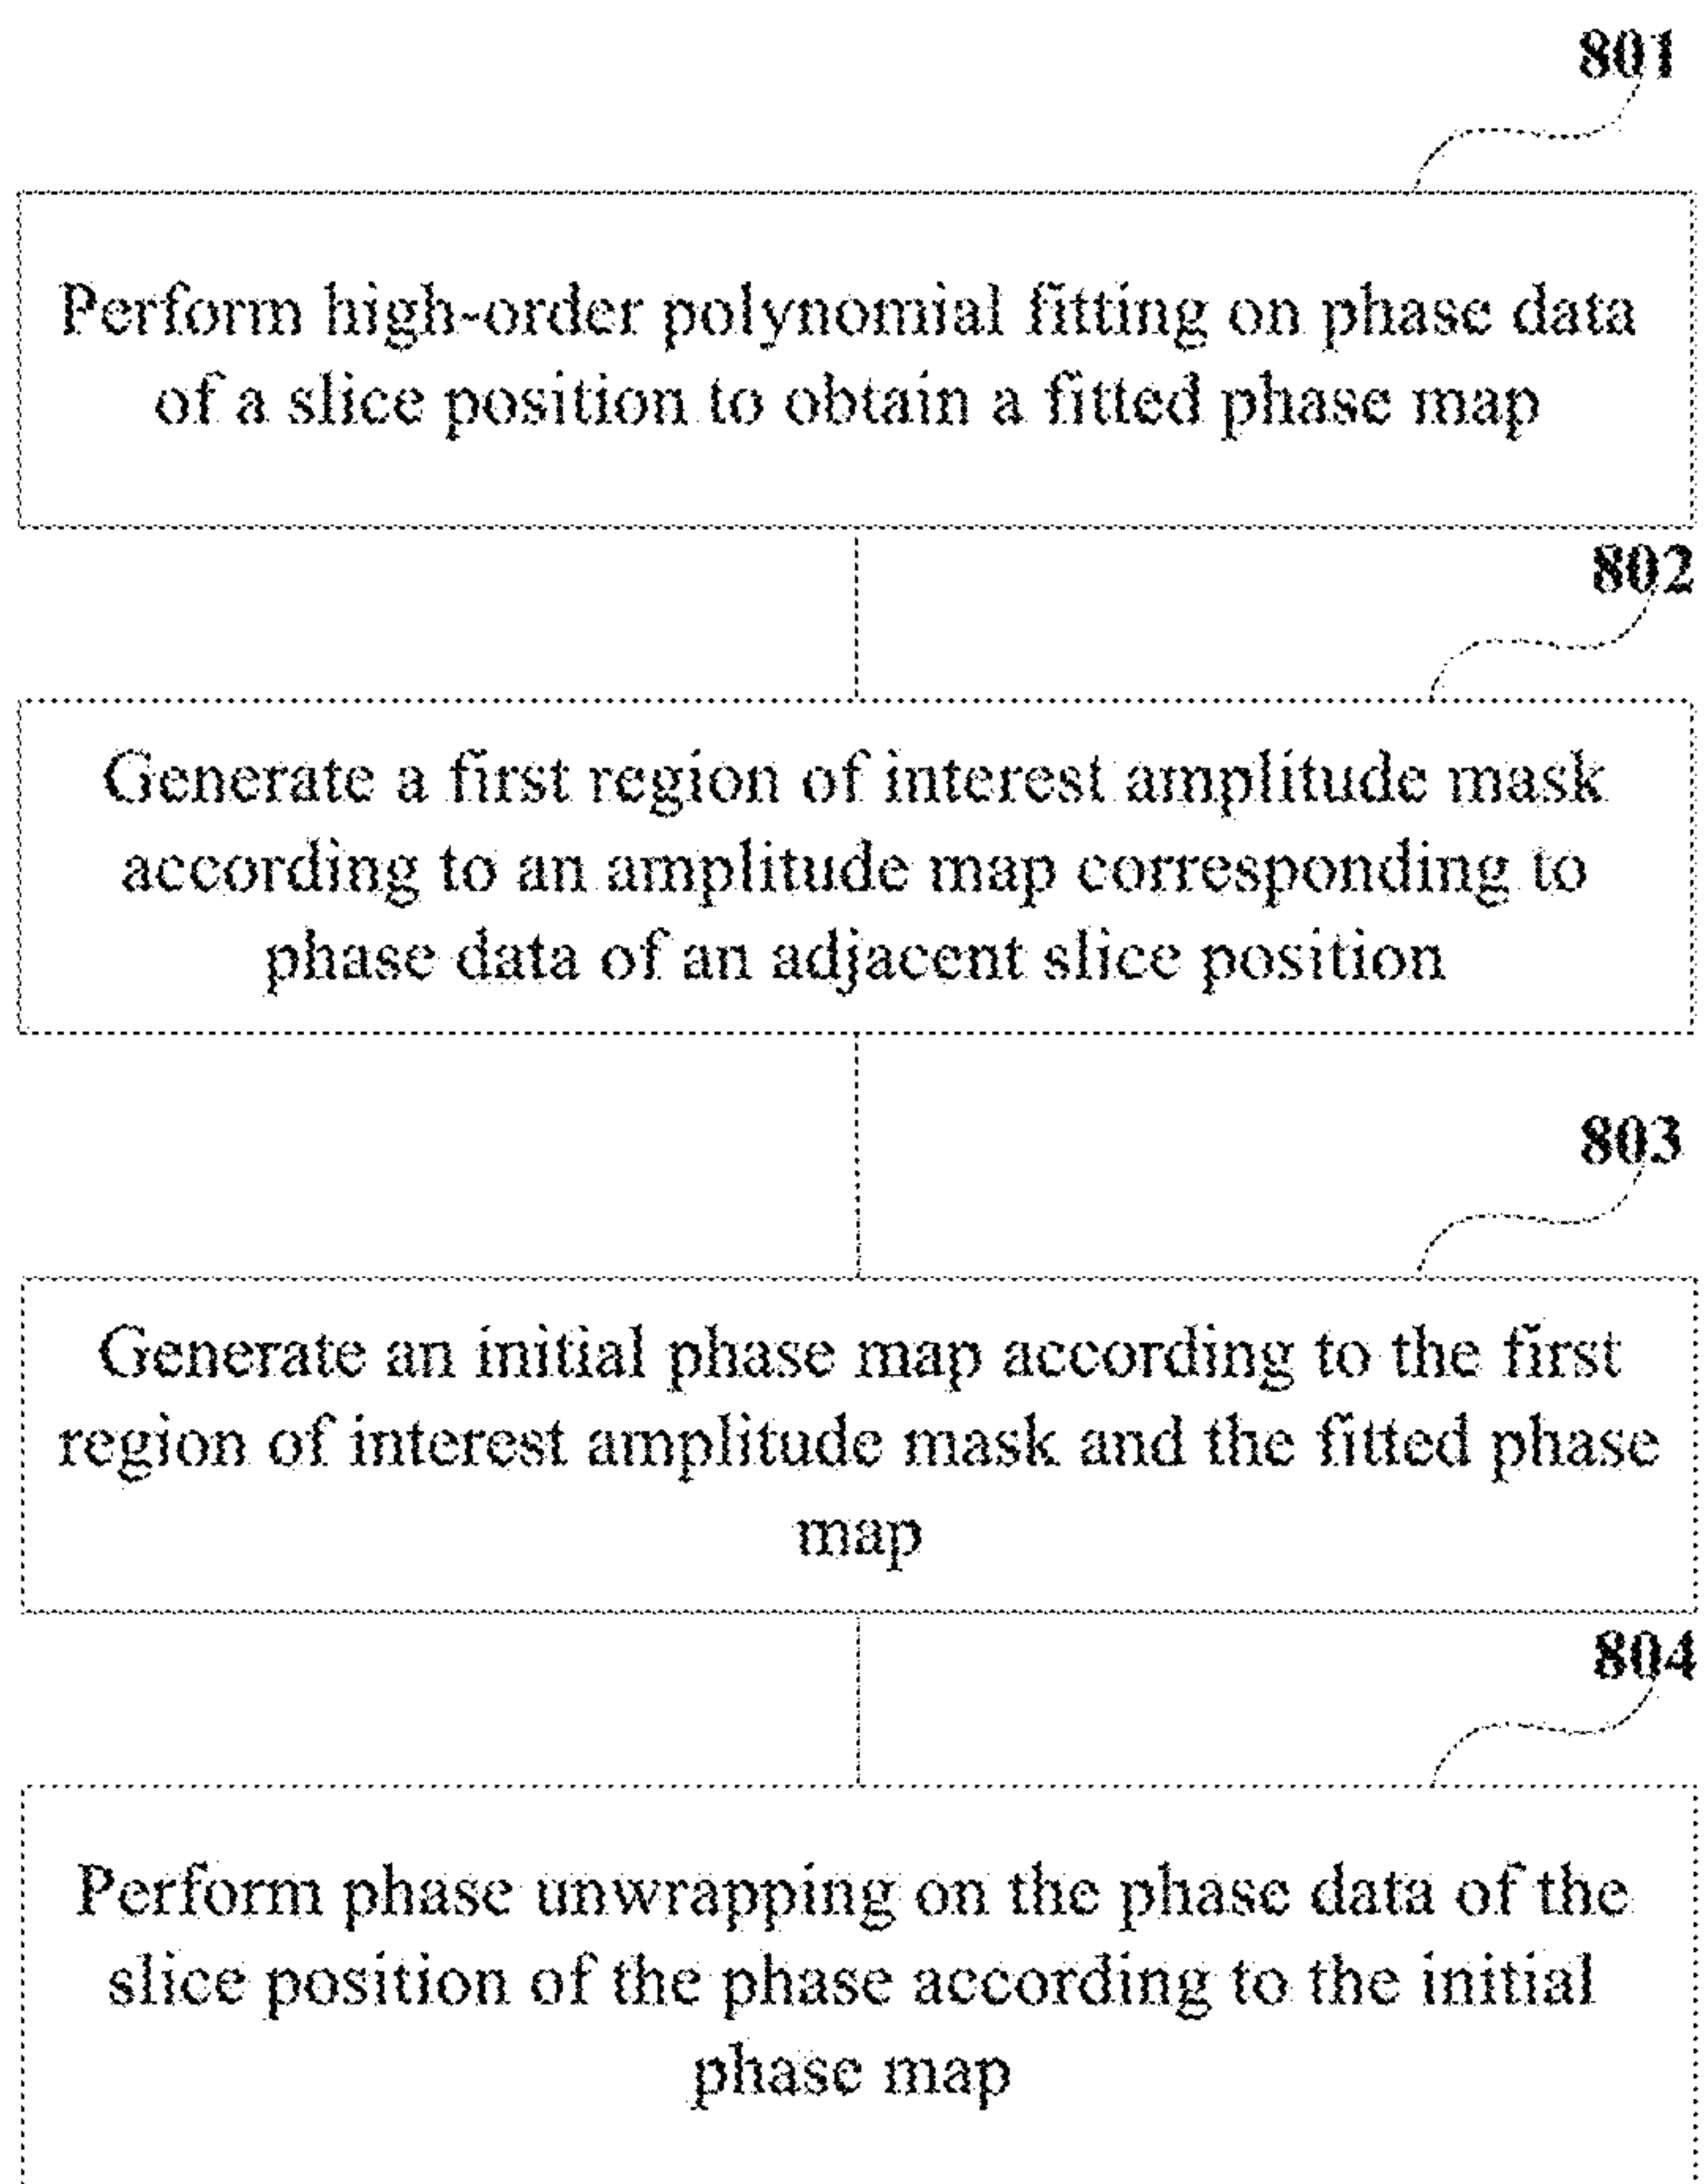 801
Perform high-order polynomial fitting on phase data
of a slice position to obtain a fitted phase map
802
Generate a first region of interest amplitude mask
according to an amplitude map corresponding to
phase data of an adjacent slice position
803
Generate an initial phase map according to the first
region of interest amplitude mask and the fitted phase
map
804
Perform phase unwrapping on the phase data of the
slice position of the phase according to the initial
phase map